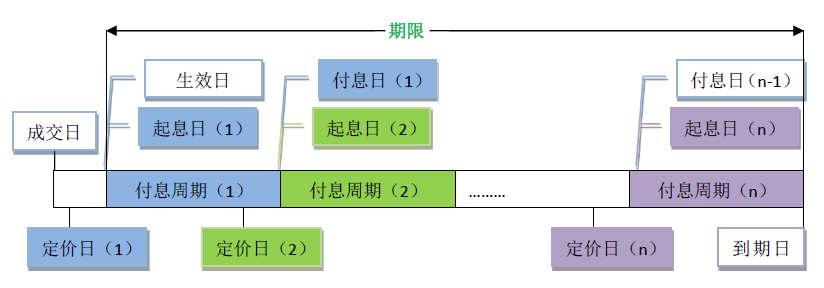 期限
生效日
付息日（1）
付息日（n-1）
成交日
起息日（1）
起息日（2）
起息日（n）
付息周期（1）
付息周期（2）
………
付息周期（n）
定价日（1）
定价日（2）
定价日（n）
到期日